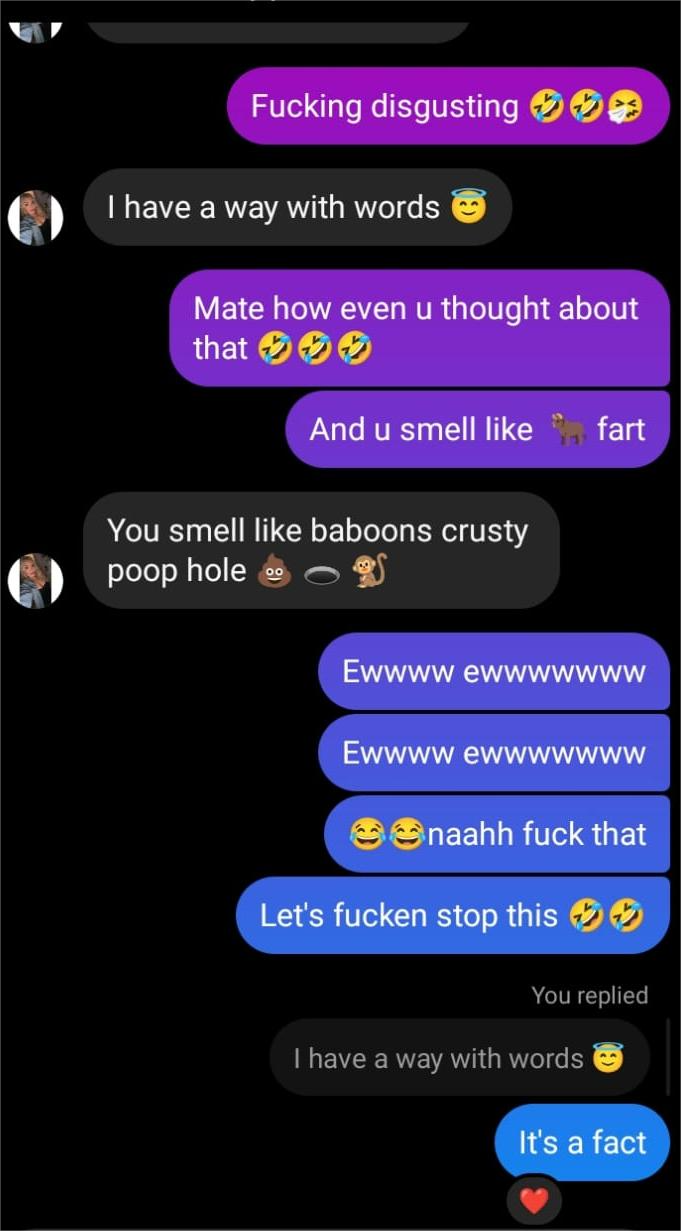 Fucking disgusting 🤣🤣🤧
I have a way with words 😇
Mate how even u thought about
that 🤣🤣🤣
And u smell like 🐂 fart
You smell like baboons crusty
poop hole 💩 🕳️ 🐒
Ewwww ewwwwwww
Ewwww ewwwwwww
😂😂naahh fuck that
Let's fucken stop this 🤣🤣
You replied
I have a way with words 😇
It's a fact
❤️